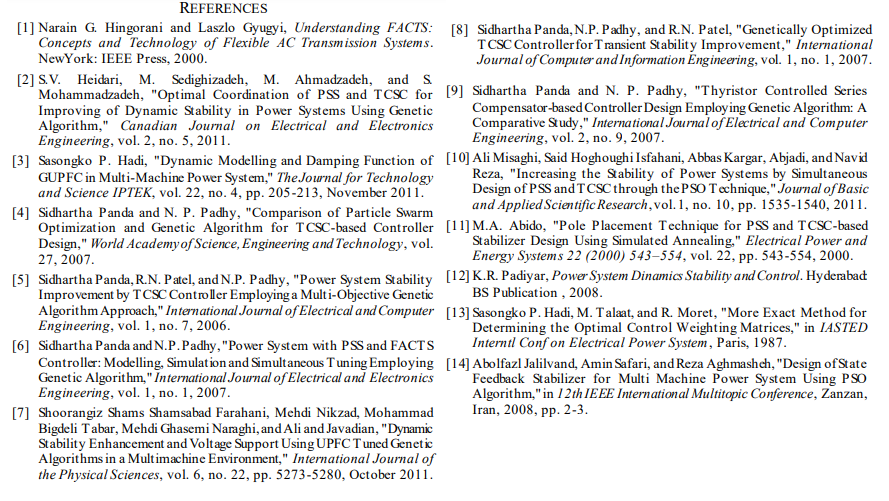 REFERENCES
[1] Narain G. Hingorani and Laszlo Gyugyi, Understanding FACTS:
Concepts and Technology of Flexible AC Transmission Systems.
NewYork: IEEE Press, 2000.
[2] S.V. Heidari, M. Sedighizadeh, M. Ahmadzadeh, and S.
Mohammadzadeh, "Optimal Coordination of PSS and TCSC for
Improving of Dynamic Stability in Power Systems Using Genetic
Algorithm," Canadian Journal on Electrical and Electronics
Engineering, vol. 2, no. 5, 2011.
[3] Sasongko P. Hadi, "Dynamic Modelling and Damping Function of
GUPFC in Multi-Machine Power System," The Journal for Technology
and Science IPTEK, vol. 22, no. 4, pp. 205-213, November 2011.
[4] Sidhartha Panda and N. P. Padhy, "Comparison of Particle Swarm
Optimization and Genetic Algorithm for TCSC-based Controller
Design," World Academy of Science, Engineering and Technology, vol.
27, 2007.
[5] Sidhartha Panda, R.N. Patel, and N.P. Padhy, "Power System Stability
Improvement by TCSC Controller Employing a Multi-Objective Genetic
Algorithm Approach," International Journal of Electrical and Computer
Engineering, vol. 1, no. 7, 2006.
[6] Sidhartha Panda and N.P. Padhy, "Power System with PSS and FACTS
Controller: Modelling, Simulation and Simultaneous Tuning Employing
Genetic Algorithm," International Journal of Electrical and Electronics
Engineering, vol. 1, no. 1, 2007.
[7] Shoorangiz Shams Shamsabad Farahani, Mehdi Nikzad, Mohammad
Bigdeli Tabar, Mehdi Ghasemi Naraghi, and Ali and Javadian, "Dynamic
Stability Enhancement and Voltage Support Using UPFC Tuned Genetic
Algorithms in a Multimachine Environment," International Journal of
the Physical Sciences, vol. 6, no. 22, pp. 5273-5280, October 2011.
[8] Sidhartha Panda, N.P. Padhy, and R.N. Patel, "Genetically Optimized
TCSC Controller for Transient Stability Improvement," International
Journal of Computer and Information Engineering, vol. 1, no. 1, 2007.
[9] Sidhartha Panda and N. P. Padhy, "Thyristor Controlled Series
Compensator-based Controller Design Employing Genetic Algorithm: A
Comparative Study," International Journal of Electrical and Computer
Engineering, vol. 2, no. 9, 2007.
[10] Ali Misaghi, Said Hoghoughi Isfahani, Abbas Kargar, Abjadi, and Navid
Reza, "Increasing the Stability of Power Systems by Simultaneous
Design of PSS and TCSC through the PSO Technique," Journal of Basic
and Applied Scientific Research, vol. 1, no. 10, pp. 1535-1540, 2011.
[11] M.A. Abido, "Pole Placement Technique for PSS and TCSC-based
Stabilizer Design Using Simulated Annealing," Electrical Power and
Energy Systems 22 (2000) 543–554, vol. 22, pp. 543-554, 2000.
[12] K.R. Padiyar, Power System Dinamics Stability and Control. Hyderabad:
BS Publication , 2008.
[13] Sasongko P. Hadi, M. Talaat, and R. Moret, "More Exact Method for
Determining the Optimal Control Weighting Matrices," in IASTED
Interntl Conf on Electrical Power System, Paris, 1987.
[14] Abolfazl Jalilvand, Amin Safari, and Reza Aghmasheh, "Design of State
Feedback Stabilizer for Multi Machine Power System Using PSO
Algorithm," in 12th IEEE International Multitopic Conference, Zanzan,
Iran, 2008, pp. 2-3.